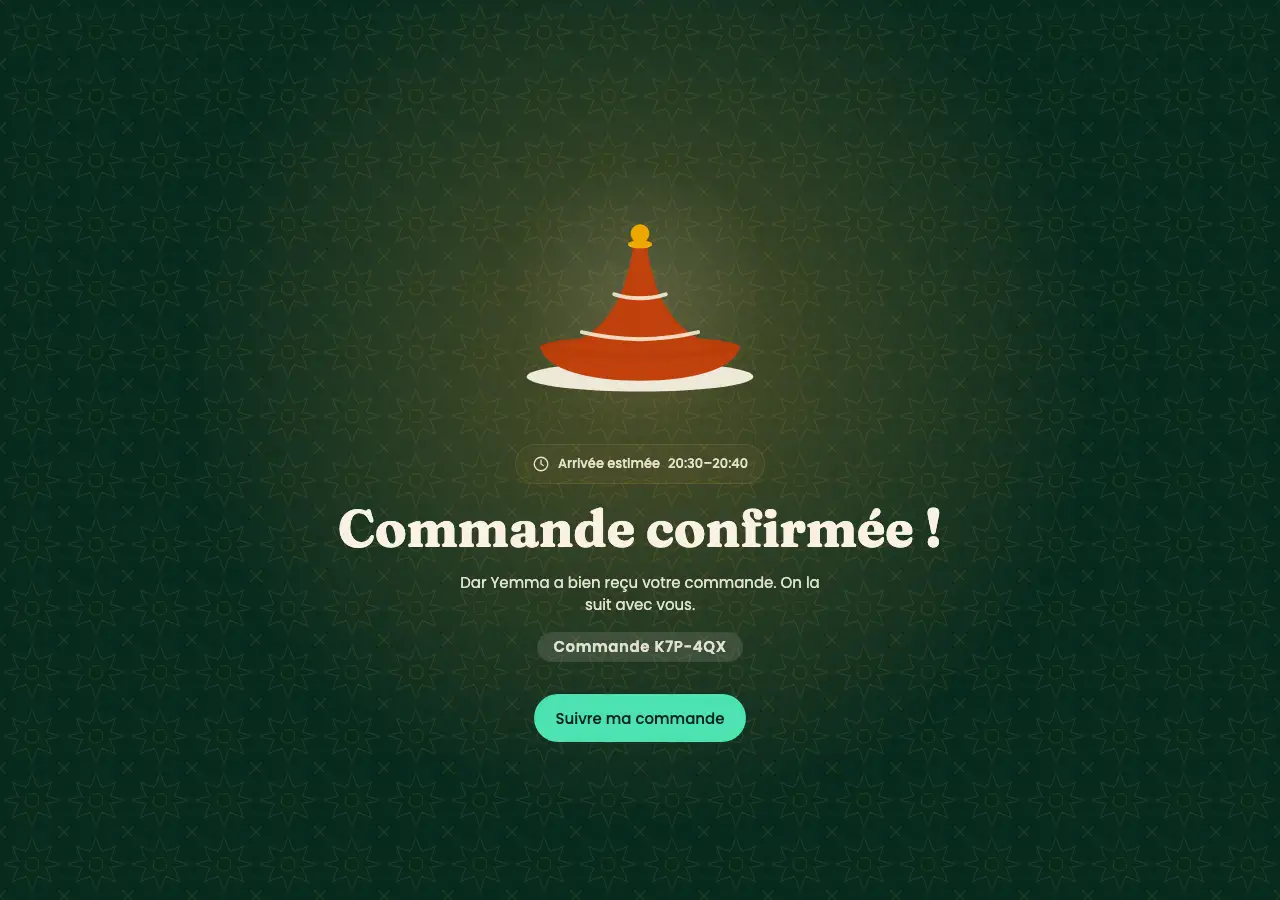 Arrivée estimée 20:30–20:40
Commande confirmée !
Dar Yemma a bien reçu votre commande. On la
suit avec vous.
Commande K7P-4QX
Suivre ma commande